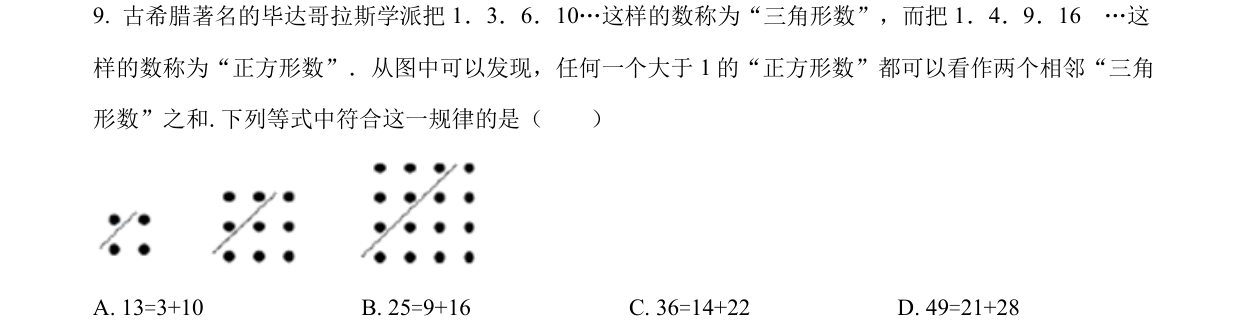 9. 古希腊著名的毕达哥拉斯学派把 1．3．6．10…这样的数称为“三角形数”，而把 1．4．9．16 …这
样的数称为“正方形数”．从图中可以发现，任何一个大于 1 的“正方形数”都可以看作两个相邻“三角
形数”之和. 下列等式中符合这一规律的是（　　）
A. 13=3+10 B. 25=9+16 C. 36=14+22 D. 49=21+28